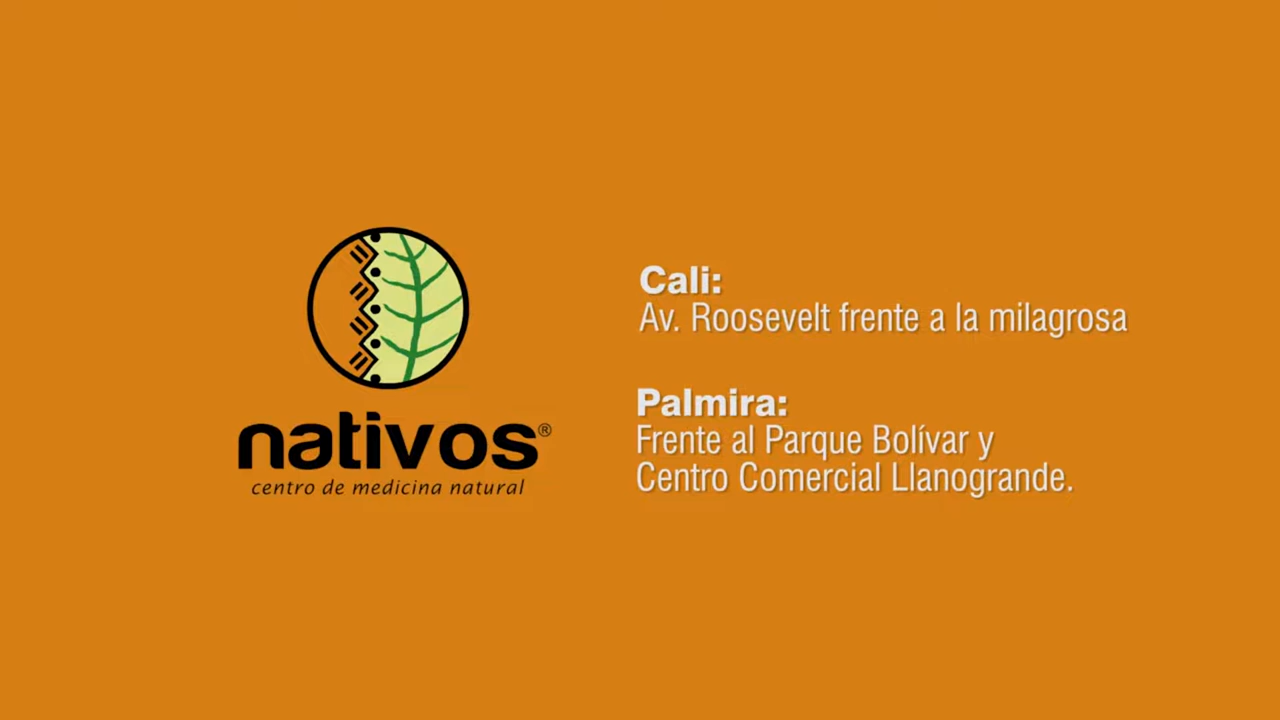 nativos®
centro de medicina natural
Cali:
Av. Roosevelt frente a la milagrosa
Palmira:
Frente al Parque Bolívar y
Centro Comercial Llanogrande.